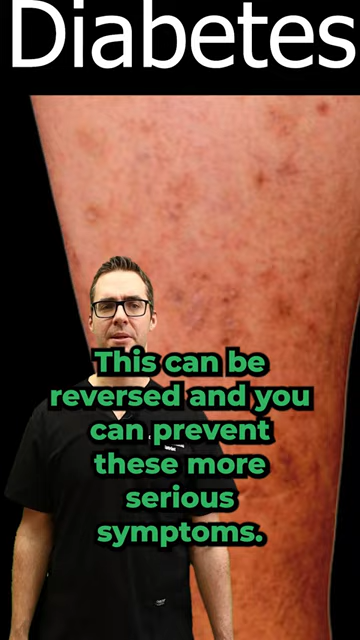 Diabetes
This can be
reversed and you
can prevent
these more
serious
symptoms.